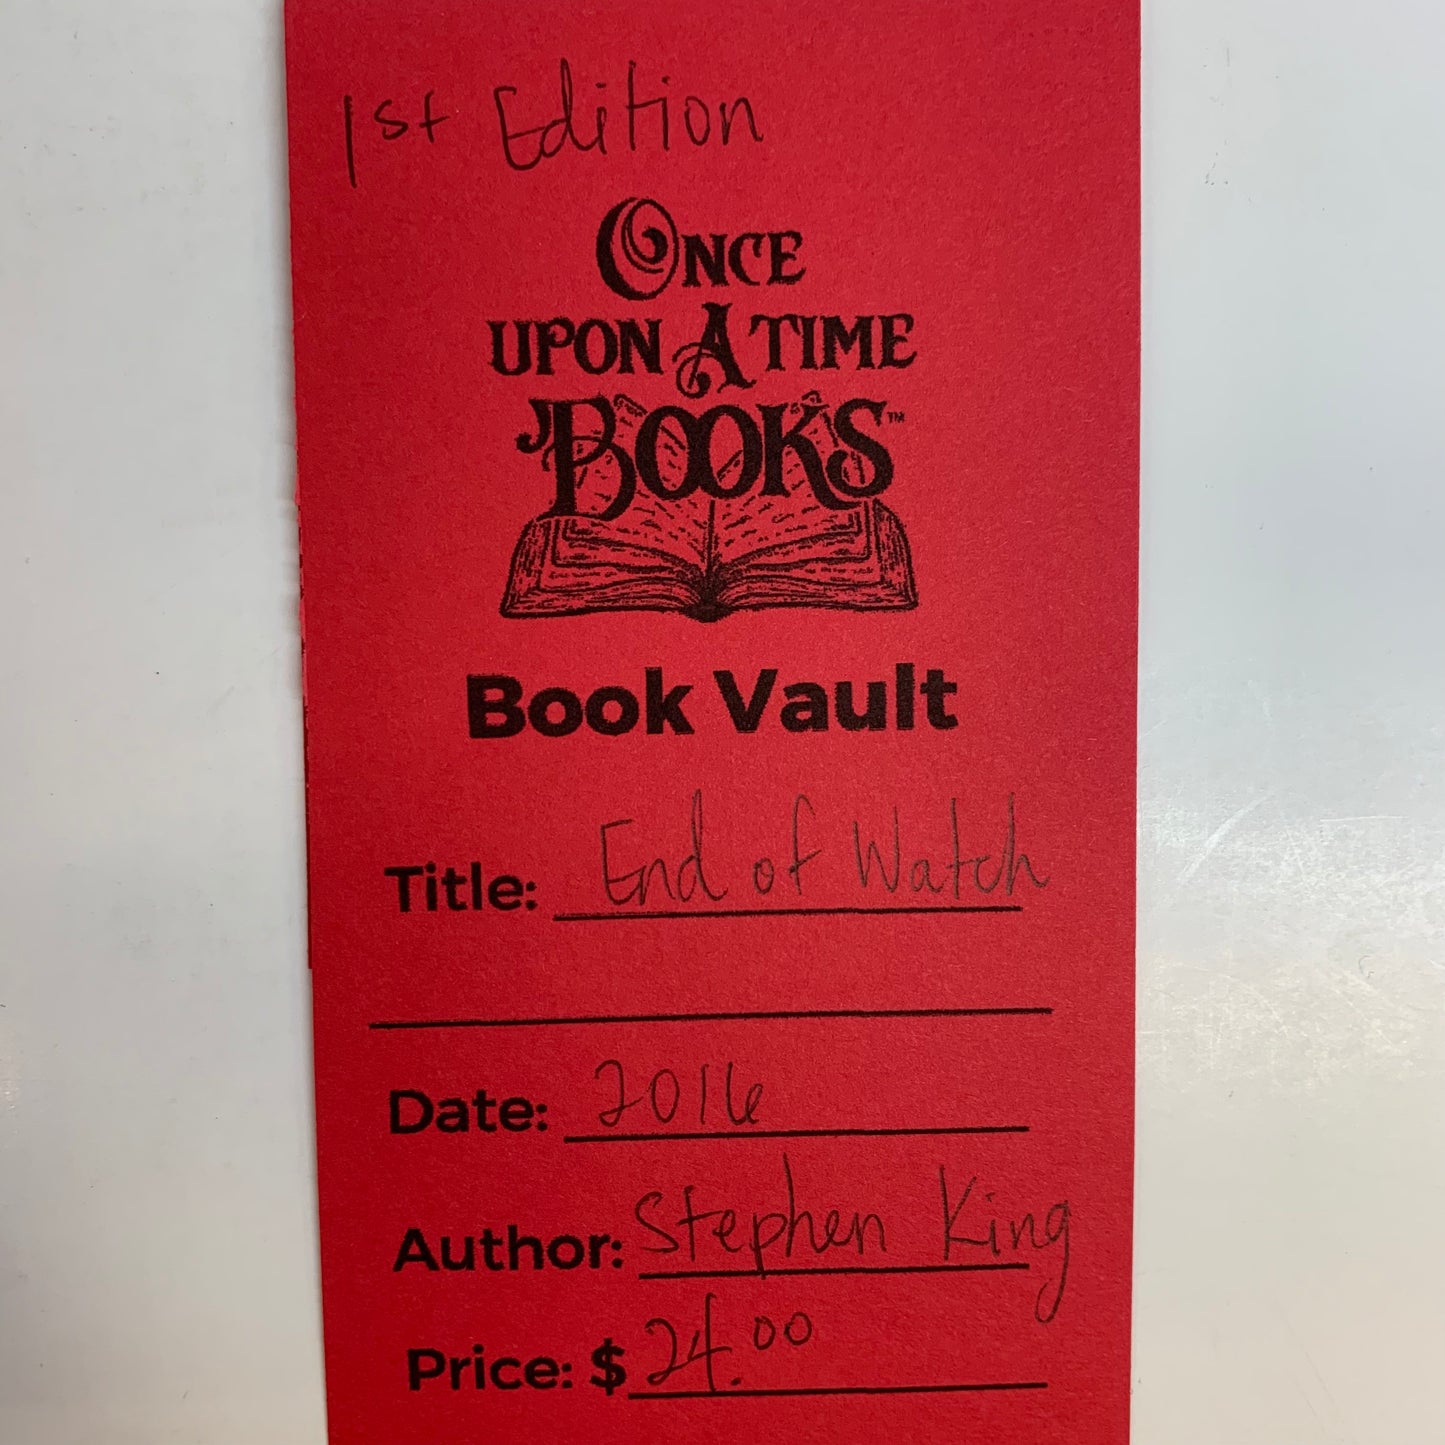 1st Edition
ONCE
UPON A TIME
BOOKS™
Book Vault
Title: End of Watch
Date: 2016
Author: Stephen King
Price: $24.00